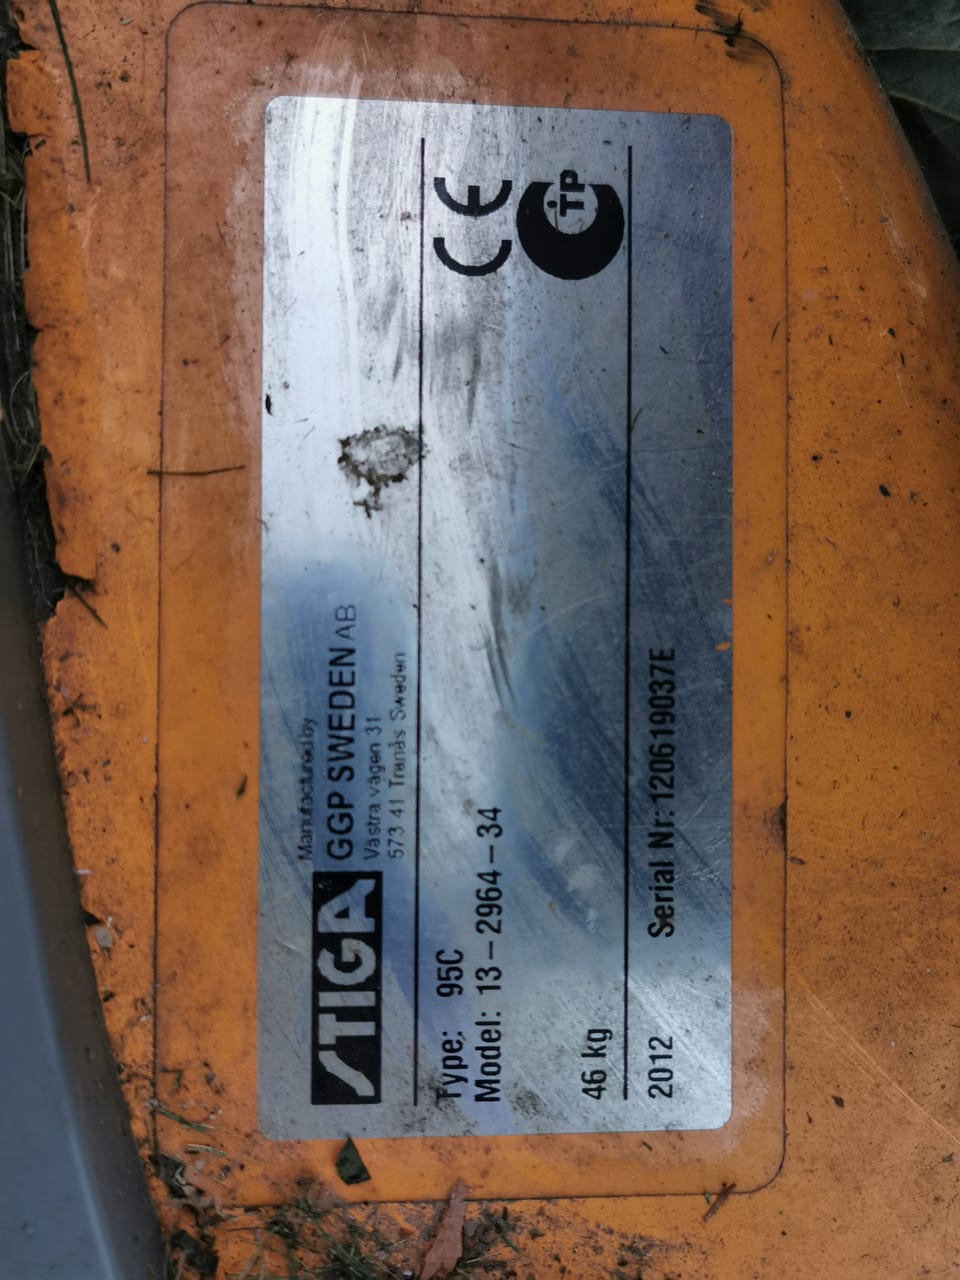 STIGA
Manufactured by
GGP SWEDEN AB
Västra vägen 31
573 41 Tranås Sweden
Type: 95C
Model: 13-2964-34
46 kg
2012 Serial Nr: 120619037E
CE
TP